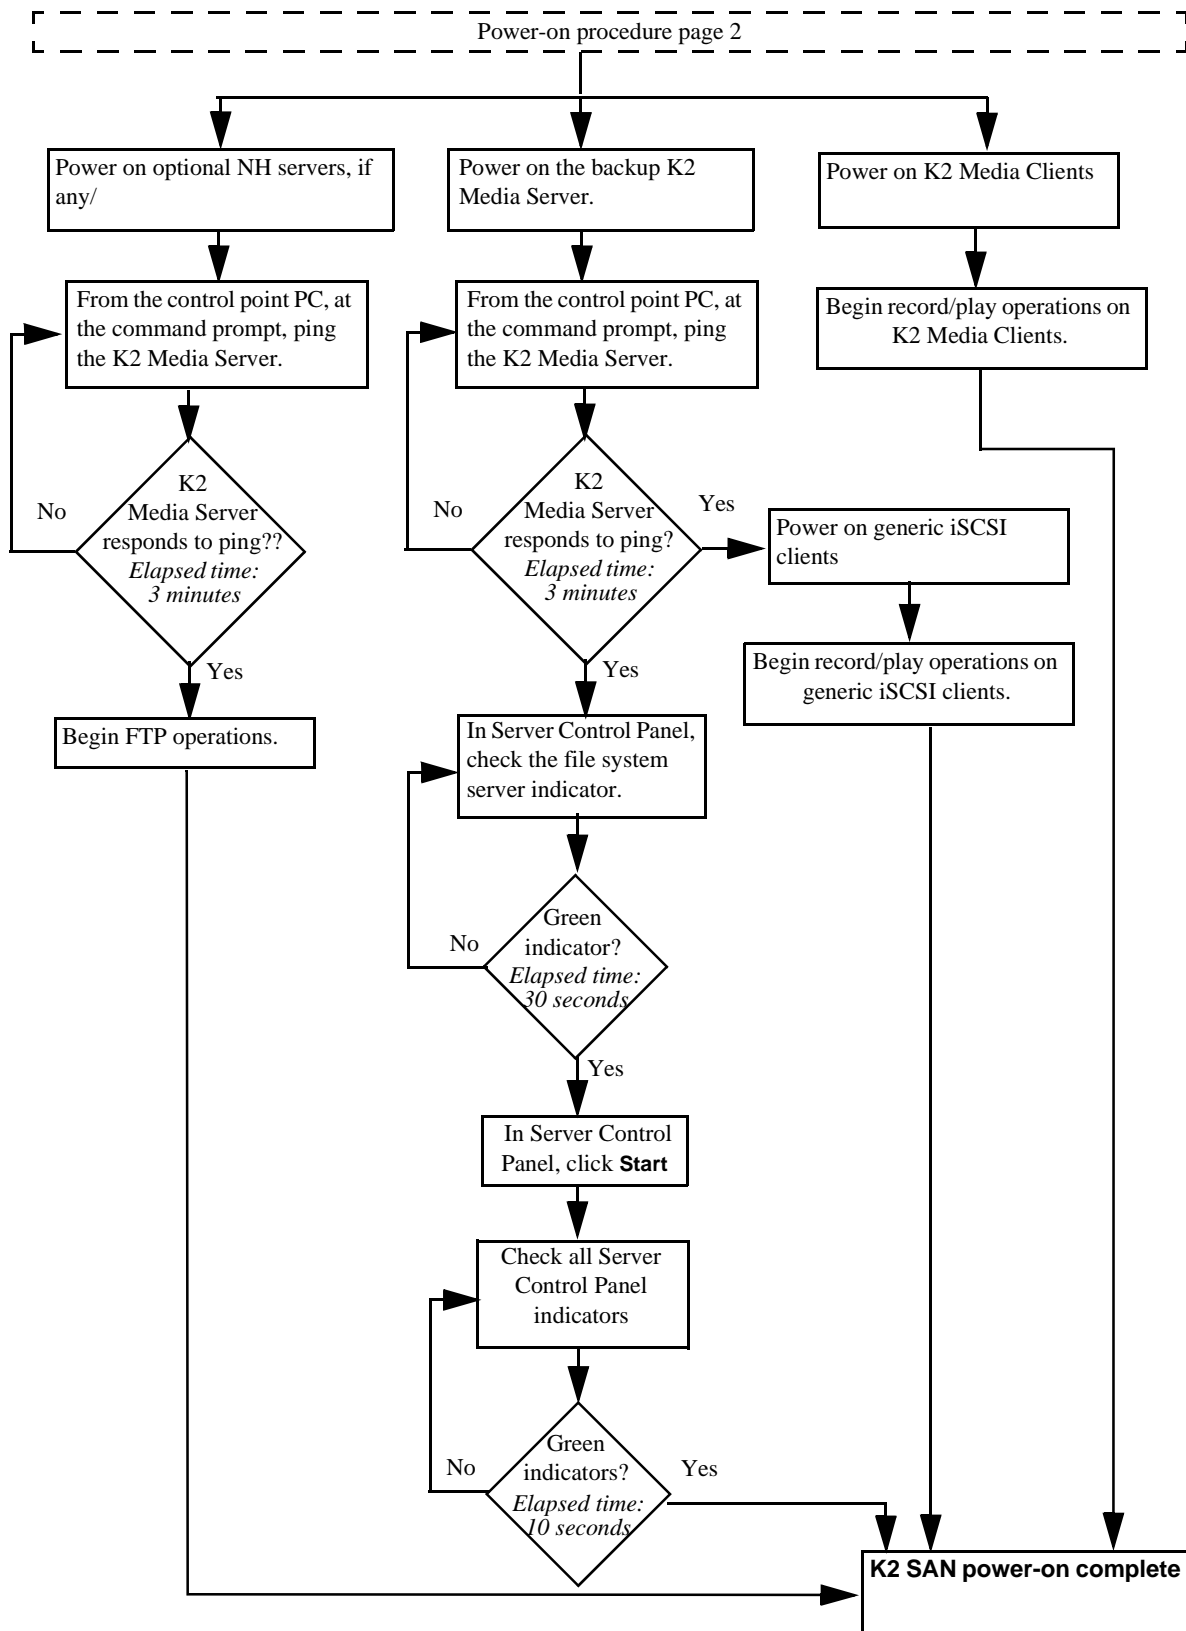 Power-on procedure page 2
Power on optional NH servers, if
any/
Power on the backup K2
Media Server.
Power on K2 Media Clients
From the control point PC, at
the command prompt, ping
the K2 Media Server.
From the control point PC, at
the command prompt, ping
the K2 Media Server.
Begin record/play operations on
K2 Media Clients.
No
K2
Media Server
responds to ping??
Elapsed time:
3 minutes
Yes
No
K2
Media Server
responds to ping?
Elapsed time:
3 minutes
Yes
Power on generic iSCSI
clients
Begin record/play operations on
generic iSCSI clients.
Yes
Begin FTP operations.
In Server Control Panel,
check the file system
server indicator.
No
Green
indicator?
Elapsed time:
30 seconds
Yes
In Server Control
Panel, click Start
Check all Server
Control Panel
indicators
No
Green
indicators?
Elapsed time:
10 seconds
Yes
K2 SAN power-on complete